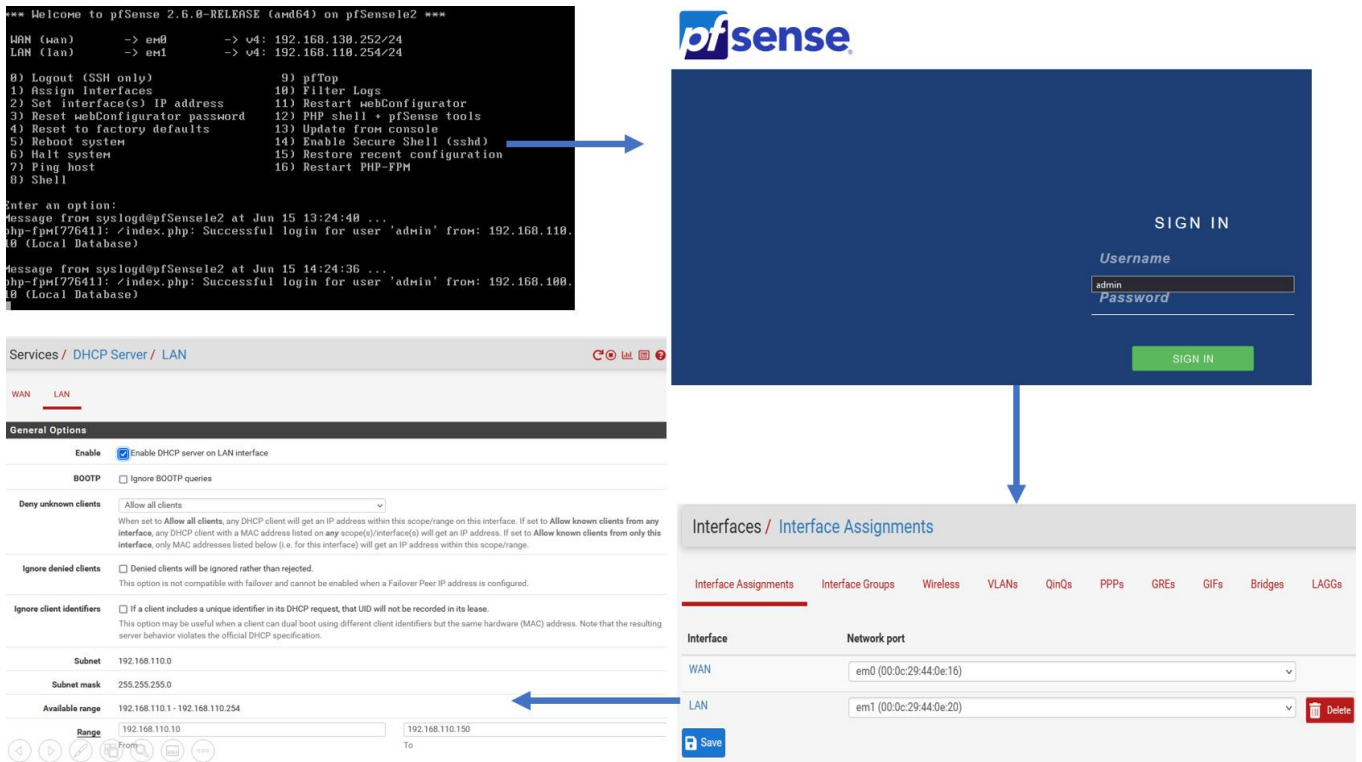 *** Welcome to pfSense 2.6.0-RELEASE (amd64) on pfSensele2 ***
WAN (wan) -> em0 -> v4: 192.168.130.252/24
LAN (lan) -> em1 -> v4: 192.168.110.254/24
0) Logout (SSH only) 9) pfTop
1) Assign Interfaces 10) Filter Logs
2) Set interface(s) IP address 11) Restart webConfigurator
3) Reset webConfigurator password 12) PHP shell + pfSense tools
4) Reset to factory defaults 13) Update from console
5) Reboot system 14) Enable Secure Shell (sshd)
6) Halt system 15) Restore recent configuration
7) Ping host 16) Restart PHP-FPM
8) Shell
Enter an option:
Message from syslogd@pfSensele2 at Jun 15 13:24:40 ...
php-fpm[77641]: /index.php: Successful login for user 'admin' from: 192.168.110.
10 (Local Database)
Message from syslogd@pfSensele2 at Jun 15 14:24:36 ...
php-fpm[77641]: /index.php: Successful login for user 'admin' from: 192.168.100.
10 (Local Database)
pfsense
SIGN IN
Username
admin
Password
SIGN IN
Services / DHCP Server / LAN
WAN LAN
General Options
Enable Enable DHCP server on LAN interface
BOOTP Ignore BOOTP queries
Deny unknown clients Allow all clients
When set to Allow all clients, any DHCP client will get an IP address within this scope/range on this interface. If set to Allow known clients from any
interface, any DHCP client with a MAC address listed on any scope(s)/interface(s) will get an IP address. If set to Allow known clients from only this
interface, only MAC addresses listed below (i.e. for this interface) will get an IP address within this scope/range.
Ignore denied clients Denied clients will be ignored rather than rejected.
This option is not compatible with failover and cannot be enabled when a Failover Peer IP address is configured.
Ignore client identifiers If a client includes a unique identifier in its DHCP request, that UID will not be recorded in its lease.
This option may be useful when a client can dual boot using different client identifiers but the same hardware (MAC) address. Note that the resulting
server behavior violates the official DHCP specification.
Subnet 192.168.110.0
Subnet mask 255.255.255.0
Available range 192.168.110.1 - 192.168.110.254
Range 192.168.110.10 192.168.110.150
From To
Interfaces / Interface Assignments
Interface Assignments Interface Groups Wireless VLANs QinQs PPPs GREs GIFs Bridges LAGGs
Interface Network port
WAN em0 (00:0c:29:44:0e:16)
LAN em1 (00:0c:29:44:0e:20) Delete
Save